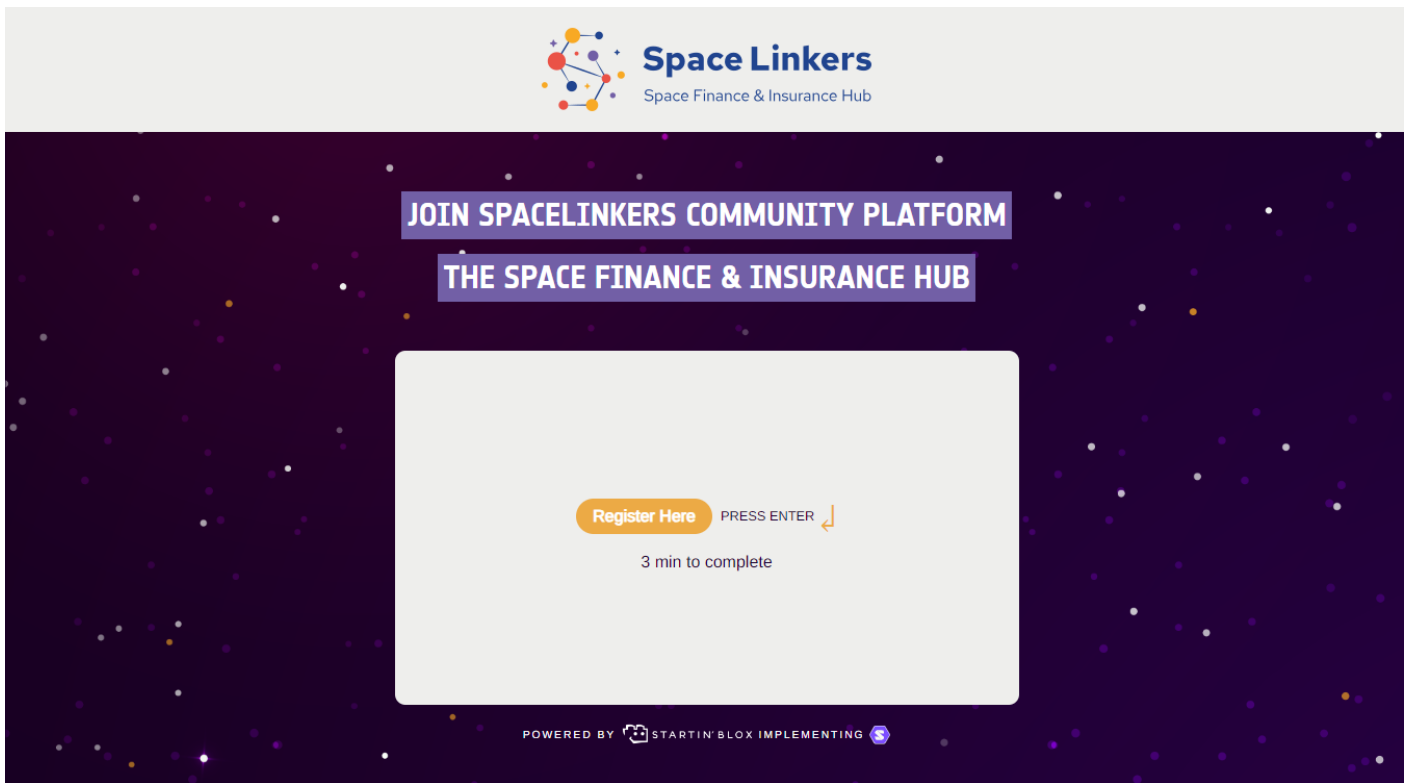 Space Linkers
Space Finance & Insurance Hub
JOIN SPACELINKERS COMMUNITY PLATFORM
THE SPACE FINANCE & INSURANCE HUB
Register Here PRESS ENTER
3 min to complete
POWERED BY STARTIN'BLOX IMPLEMENTING S